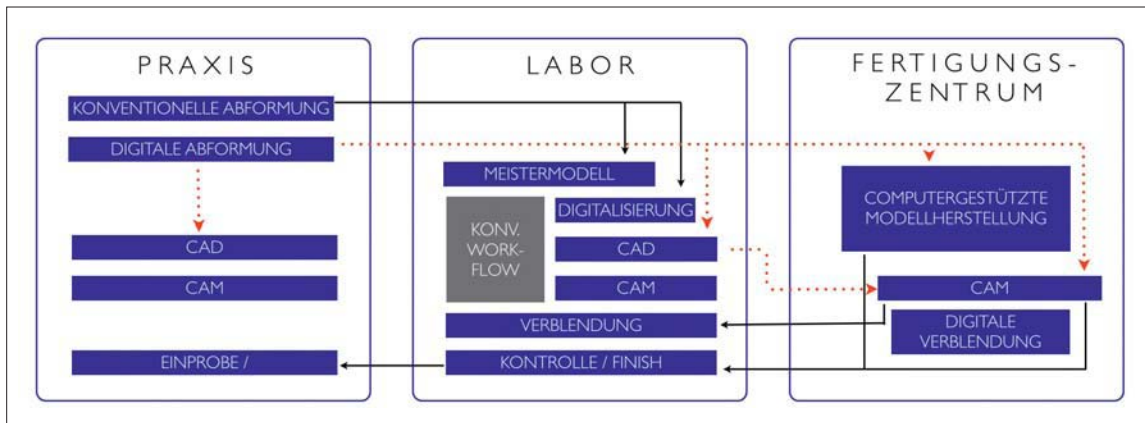 PRAXIS
KONVENTIONELLE ABFORMUNG
DIGITALE ABFORMUNG
CAD
CAM
EINPROBE /
LABOR
MEISTERMODELL
DIGITALISIERUNG
KONV.
WORK-
FLOW
CAD
CAM
VERBLENDUNG
KONTROLLE / FINISH
FERTIGUNGS-
ZENTRUM
COMPUTERGESTÜTZTE
MODELLHERSTELLUNG
CAM
DIGITALE
VERBLENDUNG